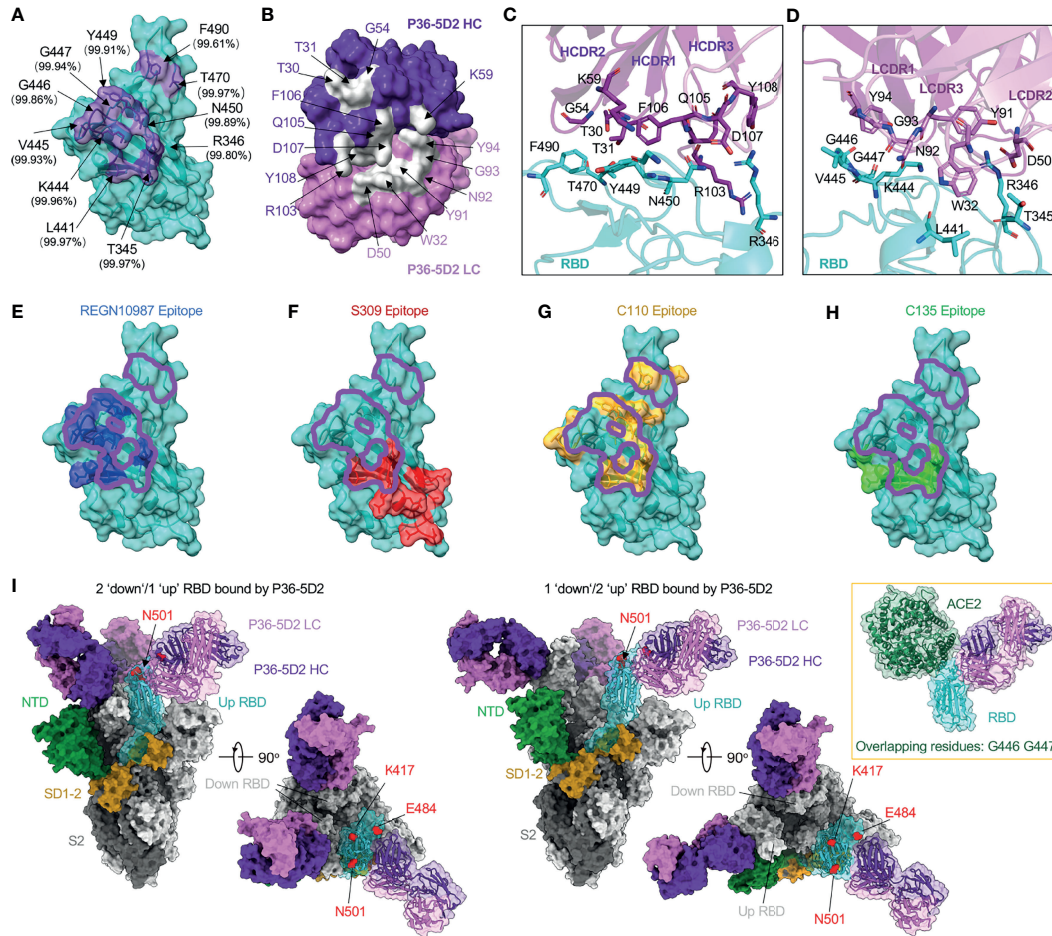 A
F490
(99.61%)
Y449
(99.91%)
G447
(99.94%)
G446
(99.86%)
T470
(99.97%)
N450
(99.89%)
R346
(99.80%)
V445
(99.93%)
K444
(99.96%)
L441
(99.97%)
T345
(99.97%)
B
P36-5D2 HC
G54
T31
T30
K59
F106
Q105
D107
Y94
G93
Y108
N92
R103
Y91
W32
D50
P36-5D2 LC
C
HCDR2
HCDR3
HCDR1
K59
Y108
G54
F106
Q105
T30
T31
D107
F490
T470
Y449
N450
R103
R346
RBD
D
LCDR1
LCDR3
LCDR2
Y94
G93
Y91
G446
G447
N92
D50
V445
K444
R346
W32
T345
L441
RBD
E
REGN10987 Epitope
F
S309 Epitope
G
C110 Epitope
H
C135 Epitope
I
2 ‘down‘/1 ‘up’ RBD bound by P36-5D2
N501
P36-5D2 LC
P36-5D2 HC
NTD
Up RBD
SD1-2
90º
Down RBD
K417
S2
E484
N501
1 ‘down‘/2 ‘up’ RBD bound by P36-5D2
N501
P36-5D2 LC
P36-5D2 HC
NTD
Up RBD
SD1-2
90º
Down RBD
K417
S2
E484
Up RBD
N501
ACE2
RBD
Overlapping residues: G446 G447